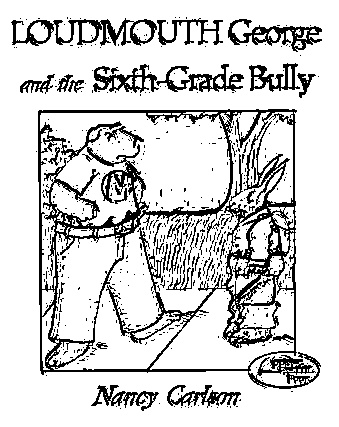 LOUDMOUTH George
and the Sixth-Grade Bully
M
Nancy Carlson